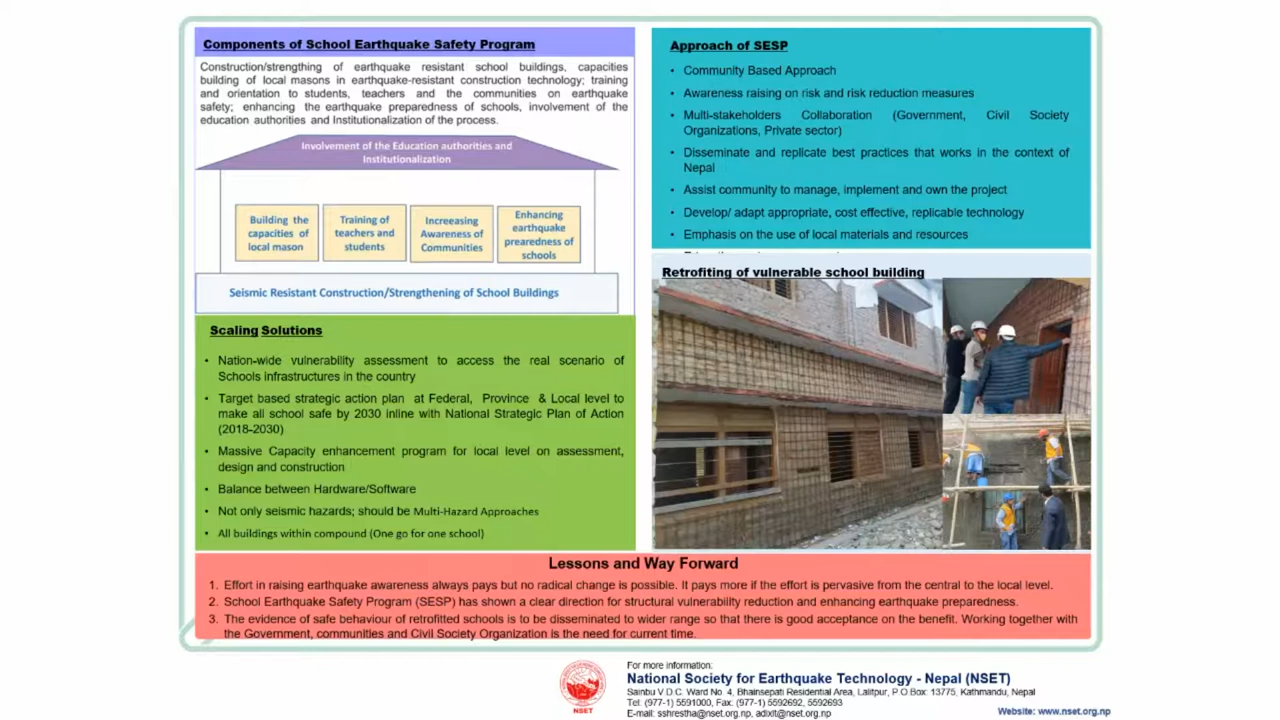 Components of School Earthquake Safety Program
Construction/strengthing of earthquake resistant school buildings, capacities
building of local masons in earthquake-resistant construction technology; training
and orientation to students, teachers and the communities on earthquake
safety; enhancing the earthquake preparedness of schools, involvement of the
education authorities and Institutionalization of the process.
Involvement of the Education authorities and
Institutionalization
Building the
capacities of
local mason
Training of
teachers and
students
Increeasing
Awareness of
Communities
Enhancing
earthquake
prearedness of
schools
Seismic Resistant Construction/Strengthening of School Buildings
Scaling Solutions
• Nation-wide vulnerability assessment to access the real scenario of
Schools infrastructures in the country
• Target based strategic action plan at Federal, Province & Local level to
make all school safe by 2030 inline with National Strategic Plan of Action
(2018-2030)
• Massive Capacity enhancement program for local level on assessment,
design and construction
• Balance between Hardware/Software
• Not only seismic hazards; should be Multi-Hazard Approaches
• All buildings within compound (One go for one school)
Approach of SESP
• Community Based Approach
• Awareness raising on risk and risk reduction measures
• Multi-stakeholders Collaboration (Government, Civil Society
Organizations, Private sector)
• Disseminate and replicate best practices that works in the context of
Nepal
• Assist community to manage, implement and own the project
• Develop/ adapt appropriate, cost effective, replicable technology
• Emphasis on the use of local materials and resources
Retrofiting of vulnerable school building
Lessons and Way Forward
1. Effort in raising earthquake awareness always pays but no radical change is possible. It pays more if the effort is pervasive from the central to the local level.
2. School Earthquake Safety Program (SESP) has shown a clear direction for structural vulnerability reduction and enhancing earthquake preparedness.
3. The evidence of safe behaviour of retrofitted schools is to be disseminated to wider range so that there is good acceptance on the benefit. Working together with
the Government, communities and Civil Society Organization is the need for current time.
NSET
For more information:
National Society for Earthquake Technology - Nepal (NSET)
Sainbu V.D.C. Ward No. 4, Bhainsepati Residential Area, Lalitpur, P.O Box: 13775, Kathmandu, Nepal
Tel: (977-1) 5591000, Fax: (977-1) 5592692, 5592693
E-mail: sshrestha@nset.org.np, adixit@nset.org.np
Website: www.nset.org.np